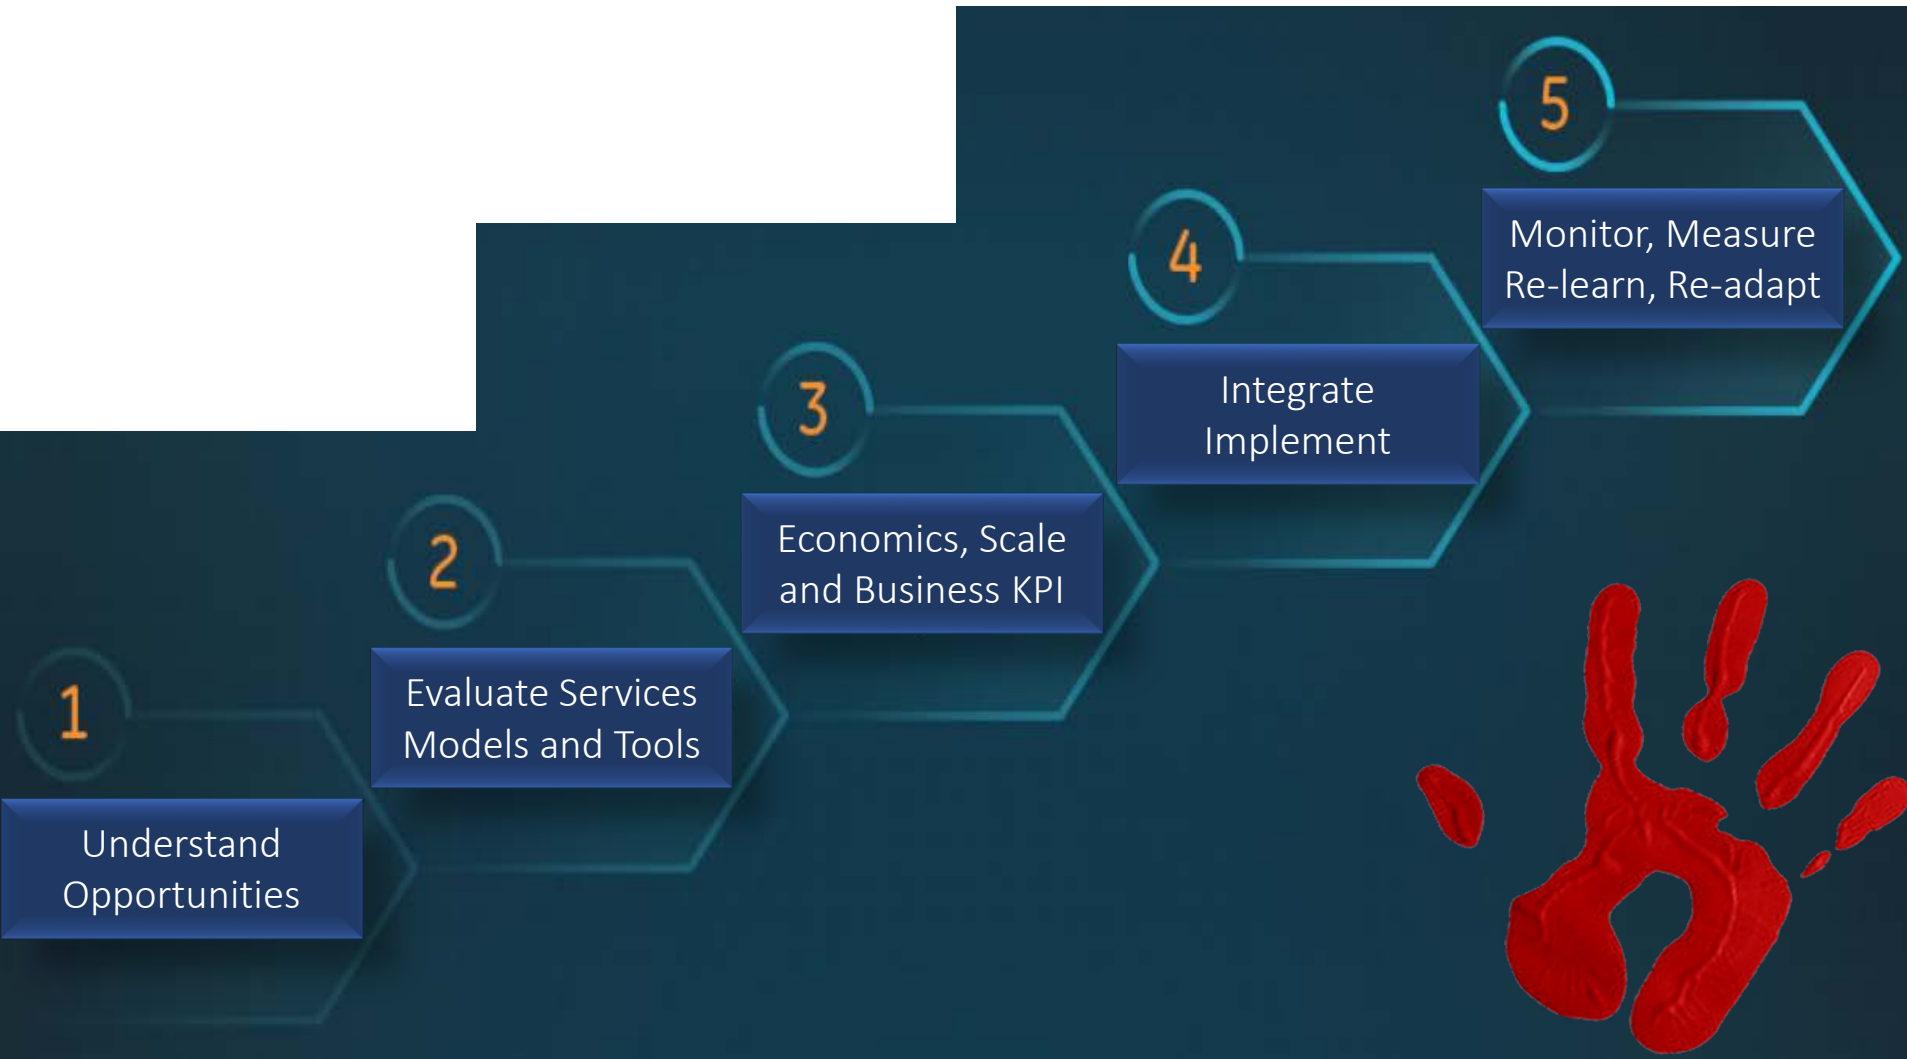 1
Understand
Opportunities
2
Evaluate Services
Models and Tools
3
Economics, Scale
and Business KPI
4
Integrate
Implement
5
Monitor, Measure
Re-learn, Re-adapt